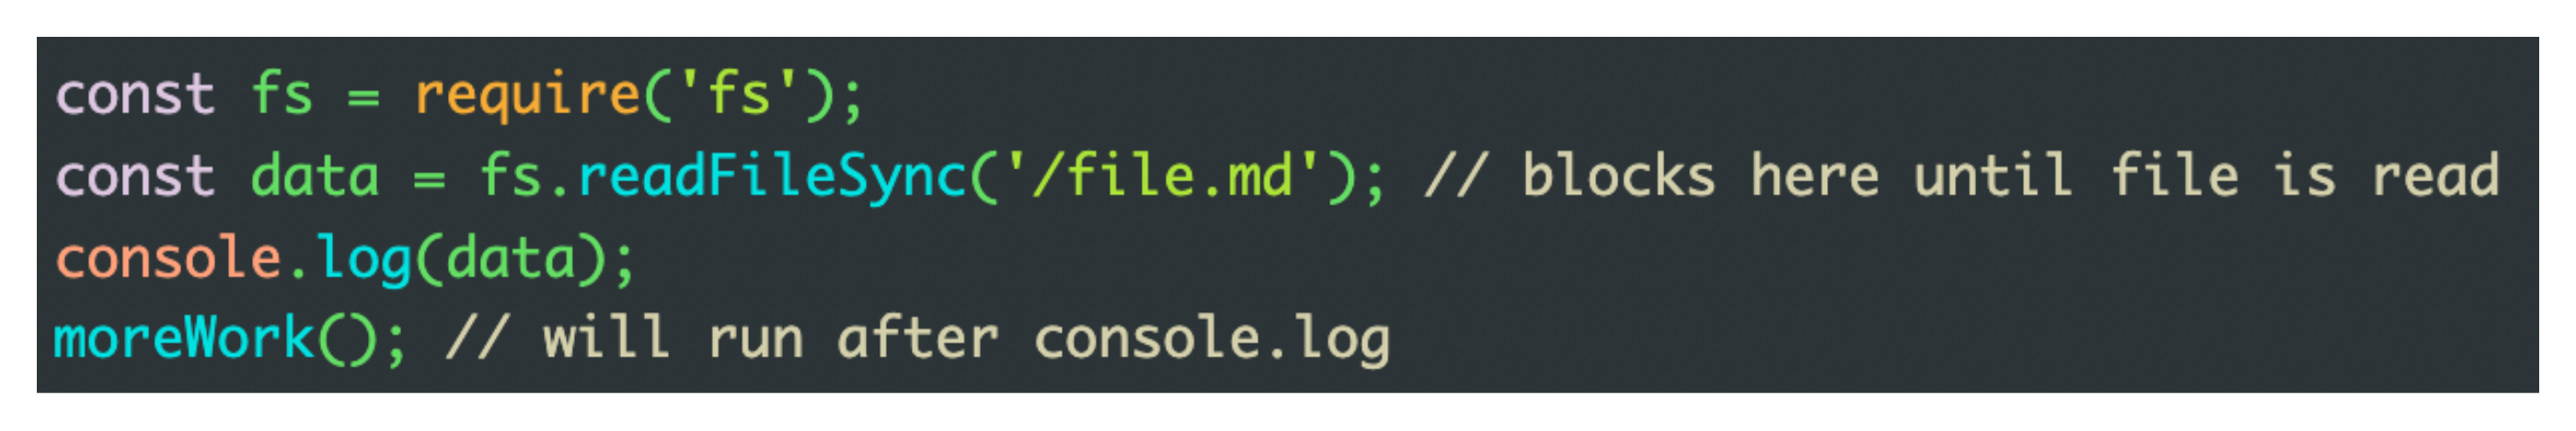 const fs = require('fs');
const data = fs.readFileSync('/file.md'); // blocks here until file is read
console.log(data);
moreWork(); // will run after console.log